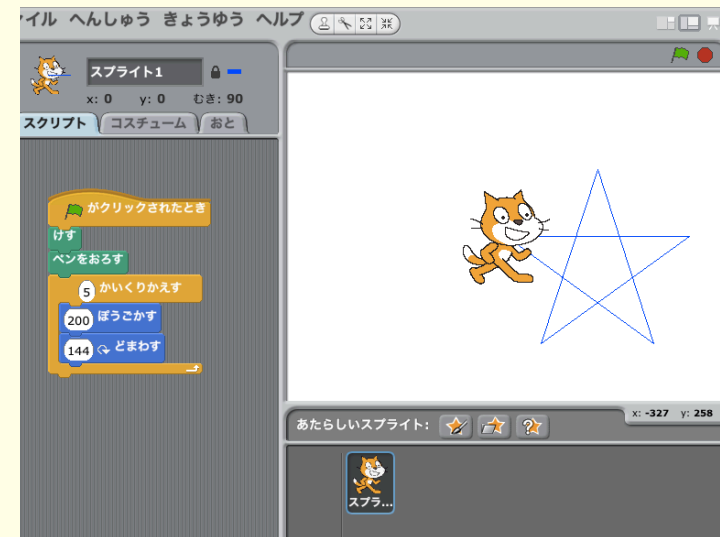 イル へんしゅう きょうゆう ヘルプ
スプライト1
x: 0 y: 0 むき: 90
スクリプト コスチューム おと
がクリックされたとき
けす
ペンをおろす
5 かいくりかえす
200 ほうごかす
144 どまわす
x: -327 y: 258
あたらしいスプライト:
スプラ...